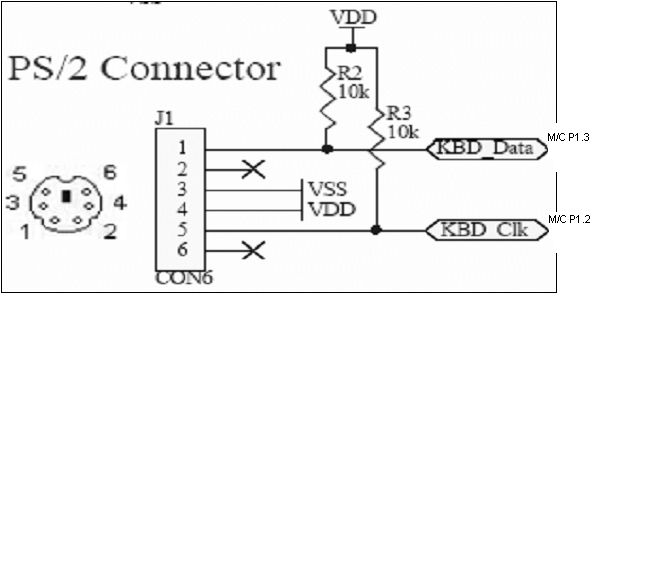 VDD
PS/2 Connector
R2
10k
R3
10k
J1
1 KBD_Data M/C P1.3
2
3 VSS
4 VDD
5 KBD_Clk M/C P1.2
6
CON6
5 6
3 4
1 2